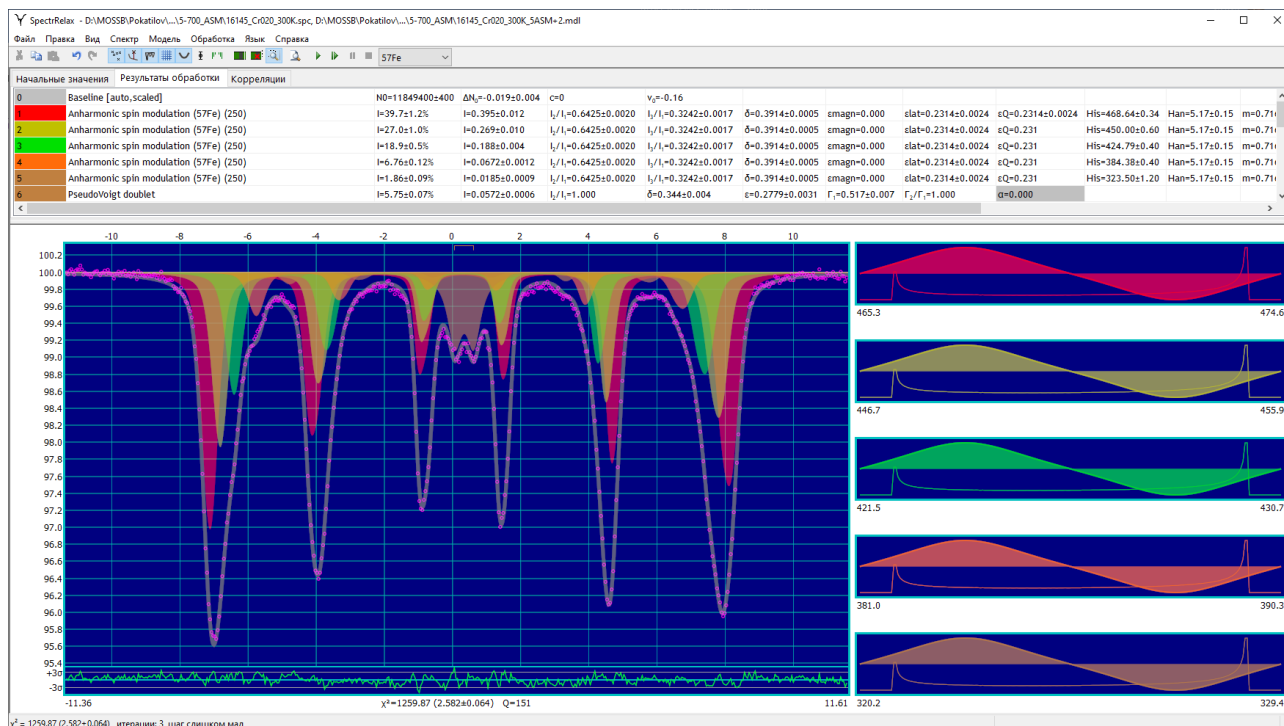 SpectrRelax - D:\MOSSB\Pokatilov\...\5-700_ASM\16145_Cr020_300K.spc, D:\MOSSB\Pokatilov\...\5-700_ASM\16145_Cr020_300K_5ASM+2.mdl
Файл Правка Вид Спектр Модель Обработка Язык Справка
57Fe
Начальные значения Результаты обработки Корреляции
0 Baseline [auto,scaled] N0=11849400±400 ΔN₀=-0.019±0.004 c=0 v₀=-0.16
1 Anharmonic spin modulation (57Fe) (250) I=39.7±1.2% I=0.395±0.012 I₂/I₁=0.6425±0.0020 I₃/I₁=0.3242±0.0017 δ=0.3914±0.0005 εmagn=0.000 εlat=0.2314±0.0024 εQ=0.2314±0.0024 His=468.64±0.34 Han=5.17±0.15
2 Anharmonic spin modulation (57Fe) (250) I=27.0±1.0% I=0.269±0.010 I₂/I₁=0.6425±0.0020 I₃/I₁=0.3242±0.0017 δ=0.3914±0.0005 εmagn=0.000 εlat=0.2314±0.0024 εQ=0.231 His=450.00±0.60 Han=5.17±0.15
3 Anharmonic spin modulation (57Fe) (250) I=18.9±0.5% I=0.188±0.004 I₂/I₁=0.6425±0.0020 I₃/I₁=0.3242±0.0017 δ=0.3914±0.0005 εmagn=0.000 εlat=0.2314±0.0024 εQ=0.231 His=424.79±0.40 Han=5.17±0.15
4 Anharmonic spin modulation (57Fe) (250) I=6.76±0.12% I=0.0672±0.0012 I₂/I₁=0.6425±0.0020 I₃/I₁=0.3242±0.0017 δ=0.3914±0.0005 εmagn=0.000 εlat=0.2314±0.0024 εQ=0.231 His=384.38±0.40 Han=5.17±0.15
5 Anharmonic spin modulation (57Fe) (250) I=1.86±0.09% I=0.0185±0.0009 I₂/I₁=0.6425±0.0020 I₃/I₁=0.3242±0.0017 δ=0.3914±0.0005 εmagn=0.000 εlat=0.2314±0.0024 εQ=0.231 His=323.50±1.20 Han=5.17±0.15
6 PseudoVoigt doublet I=5.75±0.07% I=0.0572±0.0006 I₂/I₁=1.000 δ=0.344±0.004 ε=0.2779±0.0031 Γ₁=0.517±0.007 Γ₂/Γ₁=1.000 α=0.000
-10 -8 -6 -4 -2 0 2 4 6 8 10
100.2
100.0
99.8
99.6
99.4
99.2
99.0
98.8
98.6
98.4
98.2
98.0
97.8
97.6
97.4
97.2
97.0
96.8
96.6
96.4
96.2
96.0
95.8
95.6
95.4
+3σ
-3σ
-11.36 χ²=1259.87 (2.582±0.064) Q=151 11.61
465.3 474.6
446.7 455.9
421.5 430.7
381.0 390.3
320.2 329.4
χ² = 1259.87 (2.582±0.064) итерации: 3, шаг слишком мал